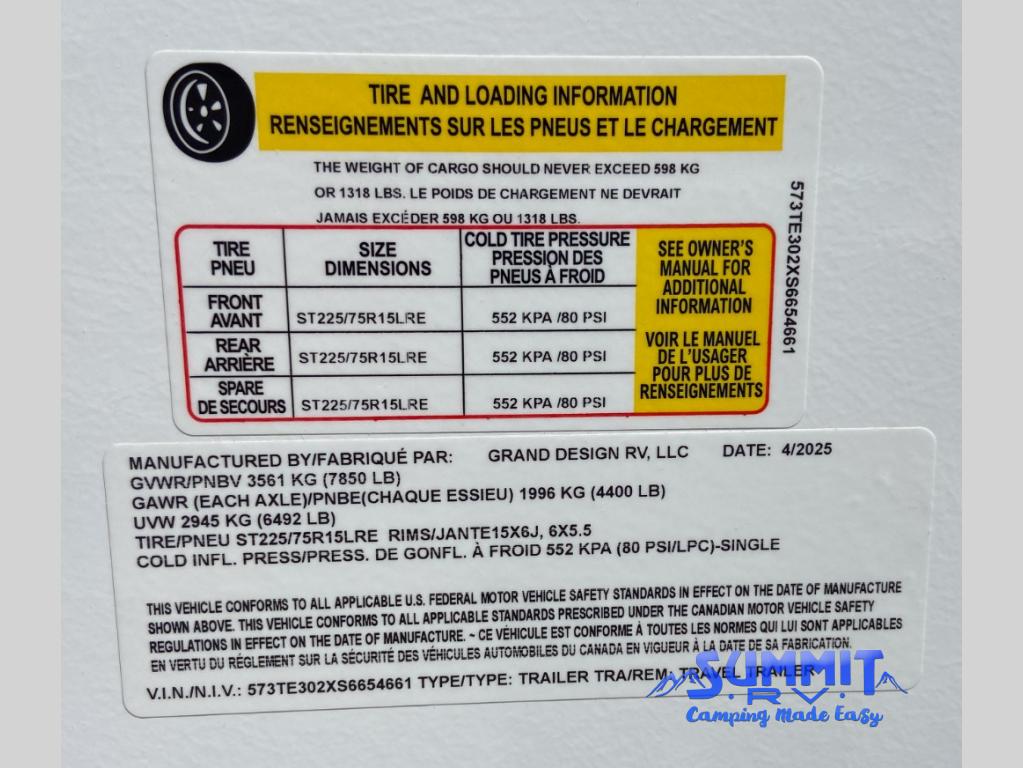 TIRE AND LOADING INFORMATION
RENSEIGNEMENTS SUR LES PNEUS ET LE CHARGEMENT
THE WEIGHT OF CARGO SHOULD NEVER EXCEED 598 KG
OR 1318 LBS. LE POIDS DE CHARGEMENT NE DEVRAIT
JAMAIS EXCÉDER 598 KG OU 1318 LBS.
TIRE
PNEU
SIZE
DIMENSIONS
COLD TIRE PRESSURE
PRESSION DES
PNEUS À FROID
FRONT
AVANT
ST225/75R15LRE
552 KPA /80 PSI
REAR
ARRIÈRE
ST225/75R15LRE
552 KPA /80 PSI
SPARE
DE SECOURS
ST225/75R15LRE
552 KPA /80 PSI
SEE OWNER'S
MANUAL FOR
ADDITIONAL
INFORMATION
VOIR LE MANUEL
DE L'USAGER
POUR PLUS DE
RENSEIGNEMENTS
573TE302XS6654661
MANUFACTURED BY/FABRIQUÉ PAR: GRAND DESIGN RV, LLC DATE: 4/2025
GVWR/PNBV 3561 KG (7850 LB)
GAWR (EACH AXLE)/PNBE(CHAQUE ESSIEU) 1996 KG (4400 LB)
UVW 2945 KG (6492 LB)
TIRE/PNEU ST225/75R15LRE RIMS/JANTE15X6J, 6X5.5
COLD INFL. PRESS/PRESS. DE GONFL. À FROID 552 KPA (80 PSI/LPC)-SINGLE
THIS VEHICLE CONFORMS TO ALL APPLICABLE U.S. FEDERAL MOTOR VEHICLE SAFETY STANDARDS IN EFFECT ON THE DATE OF MANUFACTURE
SHOWN ABOVE. THIS VEHICLE CONFORMS TO ALL APPLICABLE STANDARDS PRESCRIBED UNDER THE CANADIAN MOTOR VEHICLE SAFETY
REGULATIONS IN EFFECT ON THE DATE OF MANUFACTURE. ~ CE VÉHICULE EST CONFORME À TOUTES LES NORMES QUI LUI SONT APPLICABLES
EN VERTU DU RÉGLEMENT SUR LA SÉCURITÉ DES VÉHICULES AUTOMOBILES DU CANADA EN VIGUEUR À LA DATE DE SA FABRICATION.
V.I.N./N.I.V.: 573TE302XS6654661 TYPE/TYPE: TRAILER TRA/REM: TRAVEL TRAILER
SUMMIT
R.V.
Camping Made Easy